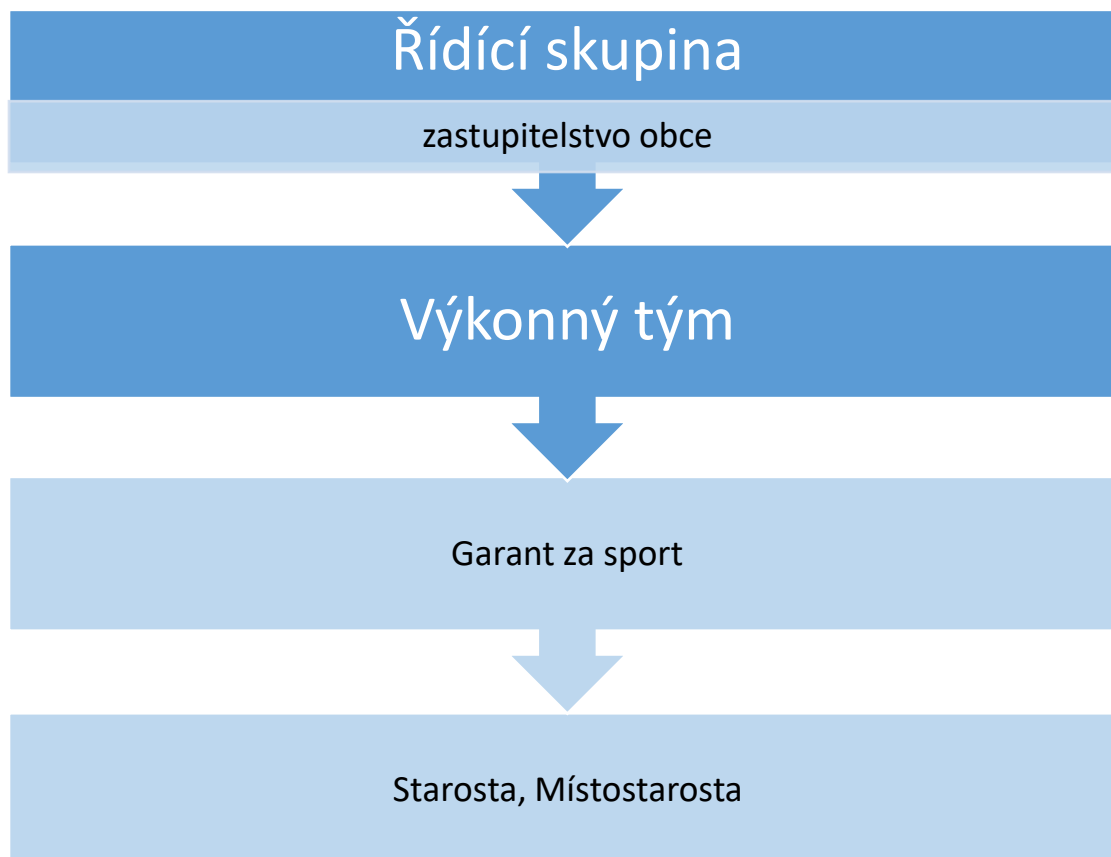 Řídící skupina
zastupitelstvo obce
Výkonný tým
Garant za sport
Starosta, Místostarosta